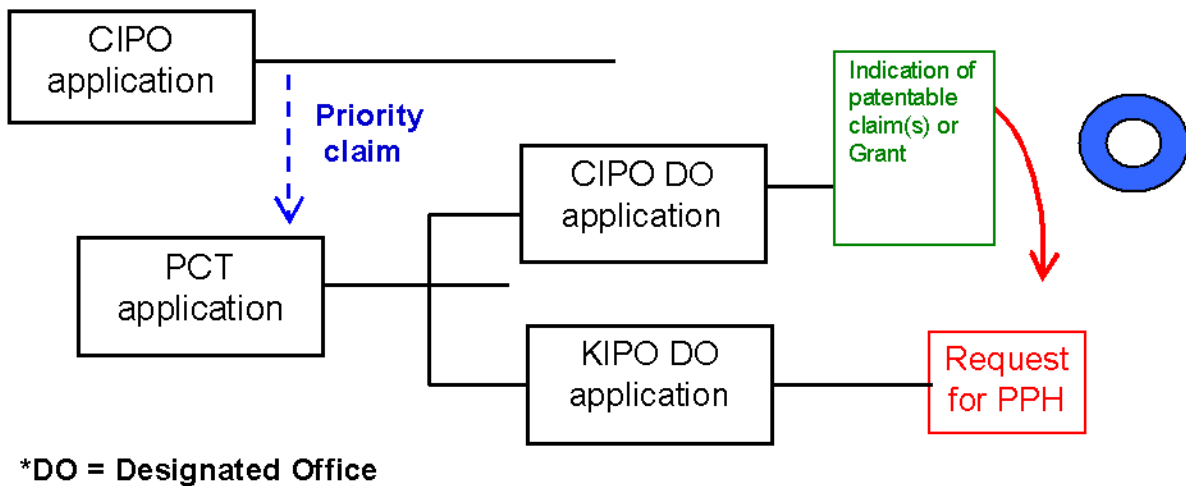 CIPO
application
Priority
claim
Indication of
patentable
claim(s) or
Grant
CIPO DO
application
PCT
application
KIPO DO
application
Request
for PPH
*DO = Designated Office